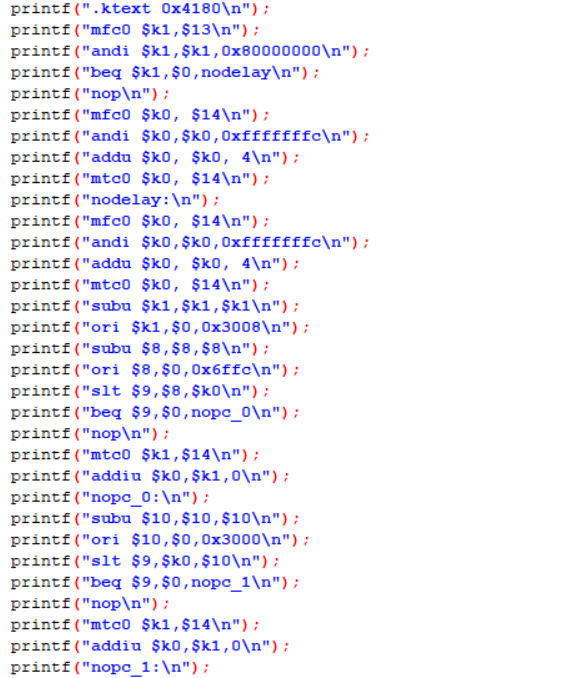 printf(".ktext 0x4180\n");
printf("mfc0 $k1,$13\n");
printf("andi $k1,$k1,0x80000000\n");
printf("beq $k1,$0,nodelay\n");
printf("nop\n");
printf("mfc0 $k0, $14\n");
printf("andi $k0,$k0,0xfffffffc\n");
printf("addu $k0, $k0, 4\n");
printf("mtc0 $k0, $14\n");
printf("nodelay:\n");
printf("mfc0 $k0, $14\n");
printf("andi $k0,$k0,0xfffffffc\n");
printf("addu $k0, $k0, 4\n");
printf("mtc0 $k0, $14\n");
printf("subu $k1,$k1,$k1\n");
printf("ori $k1,$0,0x3008\n");
printf("subu $8,$8,$8\n");
printf("ori $8,$0,0x6ffc\n");
printf("slt $9,$8,$k0\n");
printf("beq $9,$0,nopc_0\n");
printf("nop\n");
printf("mtc0 $k1,$14\n");
printf("addiu $k0,$k1,0\n");
printf("nopc_0:\n");
printf("subu $10,$10,$10\n");
printf("ori $10,$0,0x3000\n");
printf("slt $9,$k0,$10\n");
printf("beq $9,$0,nopc_1\n");
printf("nop\n");
printf("mtc0 $k1,$14\n");
printf("addiu $k0,$k1,0\n");
printf("nopc_1:\n");